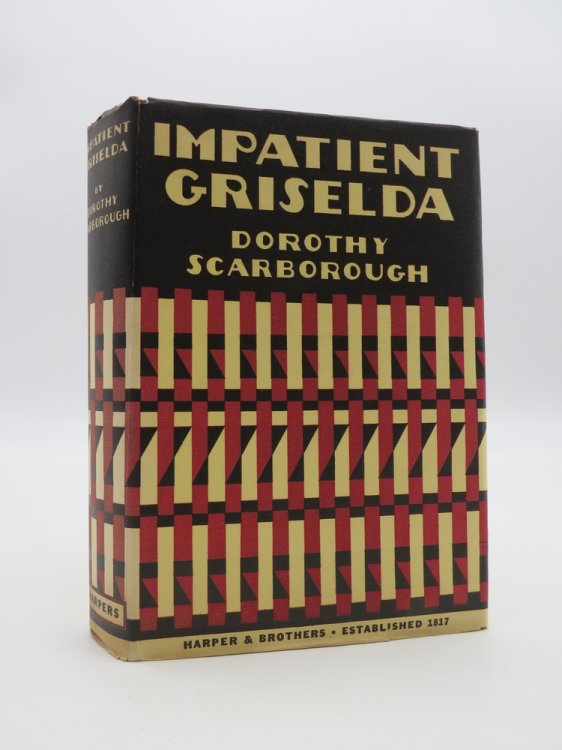 IMPATIENT
GRISELDA
DOROTHY
SCARBOROUGH
HARPER & BROTHERS • ESTABLISHED 1817
IMPATIENT
GRISELDA
BY
DOROTHY
SCARBOROUGH
HARPERS